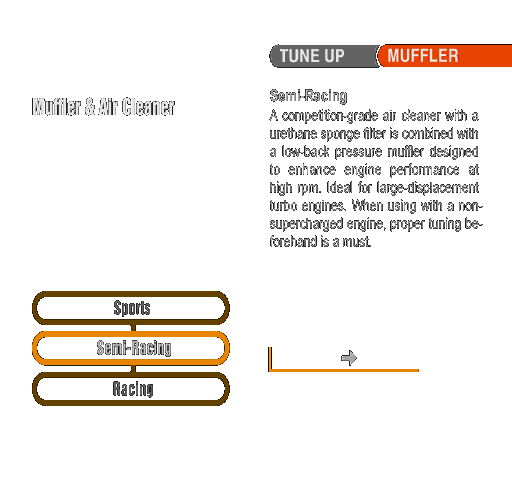 TUNE UP MUFFLER
Muffler & Air Cleaner
Semi-Racing
A competition-grade air cleaner with a
urethane sponge filter is combined with
a low-back pressure muffler designed
to enhance engine performance at
high rpm. Ideal for large-displacement
turbo engines. When using with a non-
supercharged engine, proper tuning be-
forehand is a must.
Sports
Semi-Racing
Racing